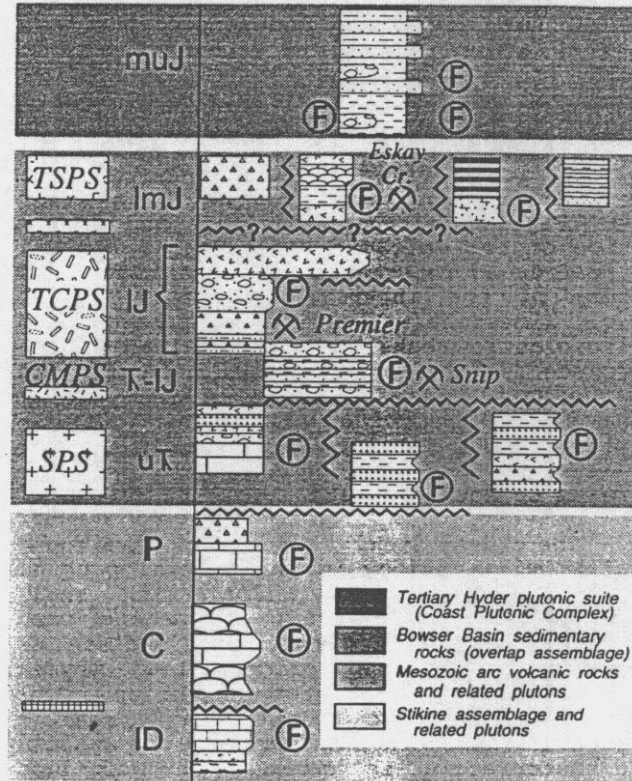 muJ
F
F F
TSPS lmJ Eskay Cr.
F F
? ? ?
TCPS lJ
F
Premier
CMPS Ƭ-lJ F Snip
SPS uƬ F F
F
P
F
C F
lD F
Tertiary Hyder plutonic suite
(Coast Plutonic Complex)
Bowser Basin sedimentary
rocks (overlap assemblage)
Mesozoic arc volcanic rocks
and related plutons
Stikine assemblage and
related plutons